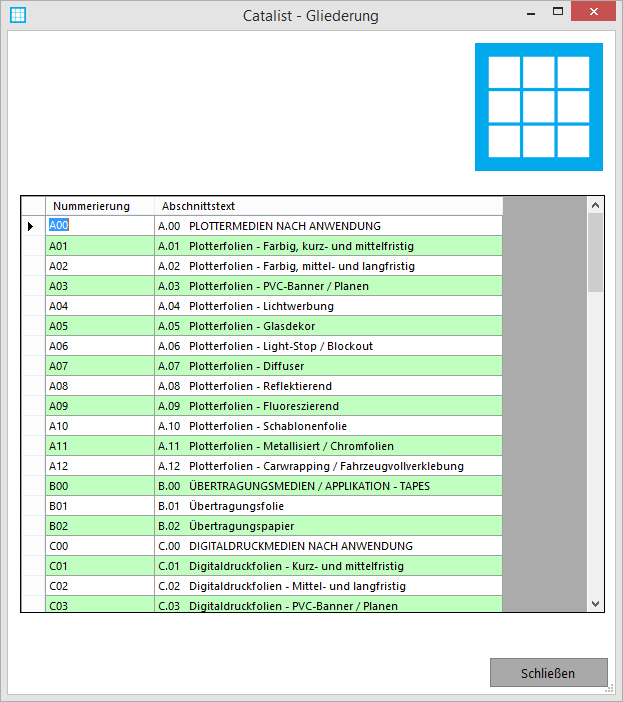 Catalist - Gliederung
Nummerierung Abschnittstext
A00 A.00 PLOTTERMEDIEN NACH ANWENDUNG
A01 A.01 Plotterfolien - Farbig, kurz- und mittelfristig
A02 A.02 Plotterfolien - Farbig, mittel- und langfristig
A03 A.03 Plotterfolien - PVC-Banner / Planen
A04 A.04 Plotterfolien - Lichtwerbung
A05 A.05 Plotterfolien - Glasdekor
A06 A.06 Plotterfolien - Light-Stop / Blockout
A07 A.07 Plotterfolien - Diffuser
A08 A.08 Plotterfolien - Reflektierend
A09 A.09 Plotterfolien - Fluoreszierend
A10 A.10 Plotterfolien - Schablonenfolie
A11 A.11 Plotterfolien - Metallisiert / Chromfolien
A12 A.12 Plotterfolien - Carwrapping / Fahrzeugvollverklebung
B00 B.00 ÜBERTRAGUNGSMEDIEN / APPLIKATION - TAPES
B01 B.01 Übertragungsfolie
B02 B.02 Übertragungspapier
C00 C.00 DIGITALDRUCKMEDIEN NACH ANWENDUNG
C01 C.01 Digitaldruckfolien - Kurz- und mittelfristig
C02 C.02 Digitaldruckfolien - Mittel- und langfristig
C03 C.03 Digitaldruckfolien - PVC-Banner / Planen
Schließen